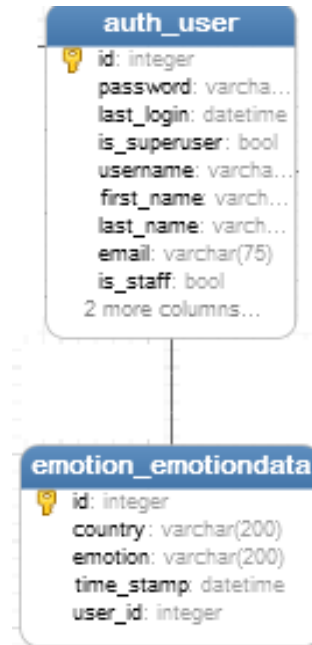 auth_user
id: integer
password: varcha...
last_login: datetime
is_superuser: bool
username: varcha...
first_name: varch...
last_name: varch...
email: varchar(75)
is_staff: bool
2 more columns...
emotion_emotiondata
id: integer
country: varchar(200)
emotion: varchar(200)
time_stamp: datetime
user_id: integer